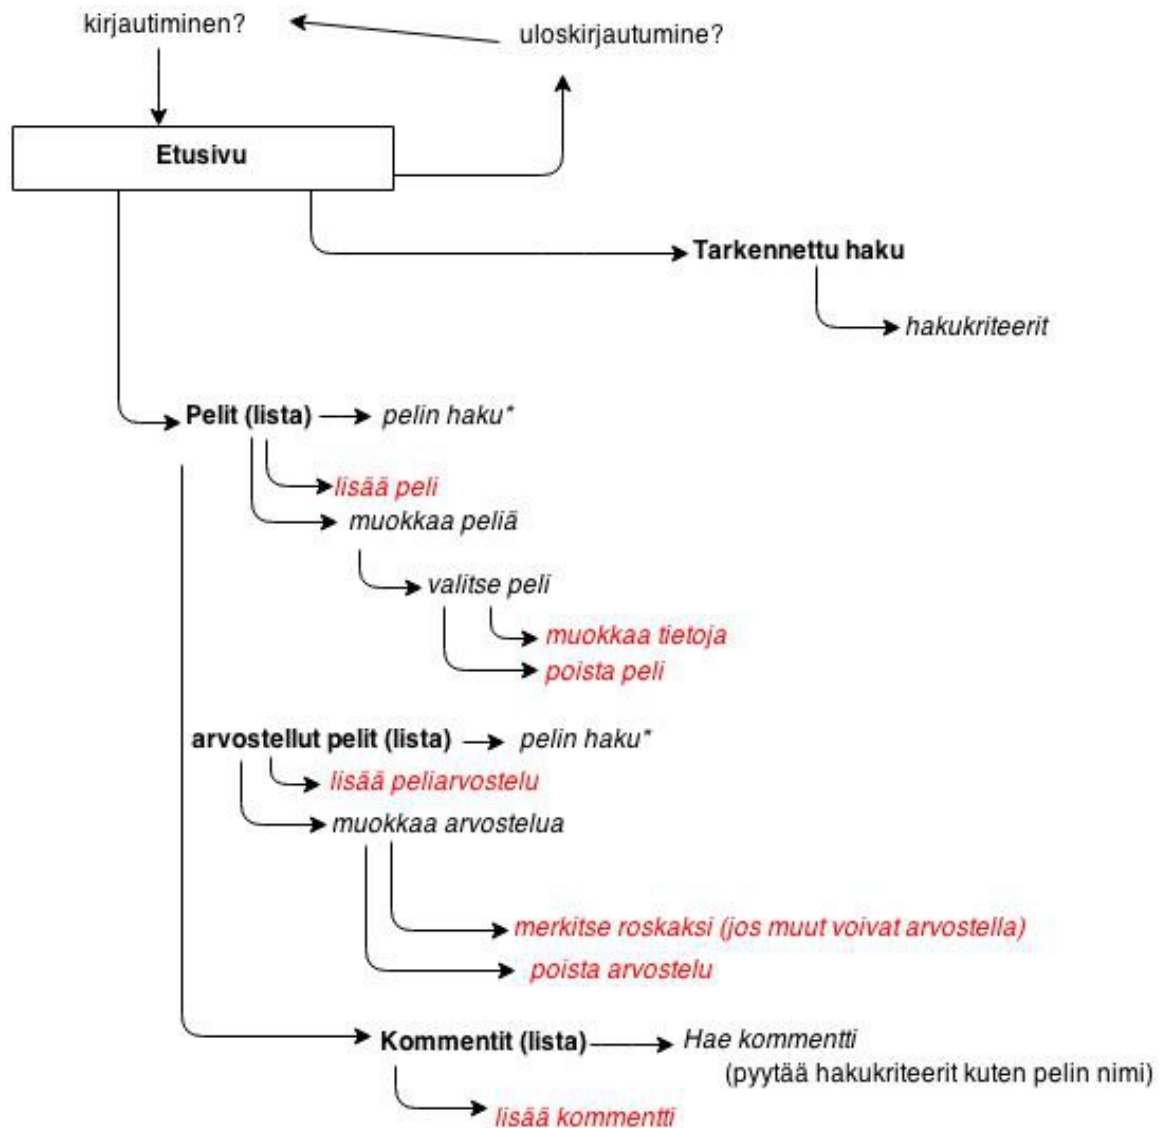 kirjautiminen?
uloskirjautumine?
Etusivu
Tarkennettu haku
hakukriteerit
Pelit (lista)
pelin haku*
lisää peli
muokkaa peliä
valitse peli
muokkaa tietoja
poista peli
arvostellut pelit (lista)
pelin haku*
lisää peliarvostelu
muokkaa arvostelua
merkitse roskaksi (jos muut voivat arvostella)
poista arvostelu
Kommentit (lista)
Hae kommentti
(pyytää hakukriteerit kuten pelin nimi)
lisää kommentti